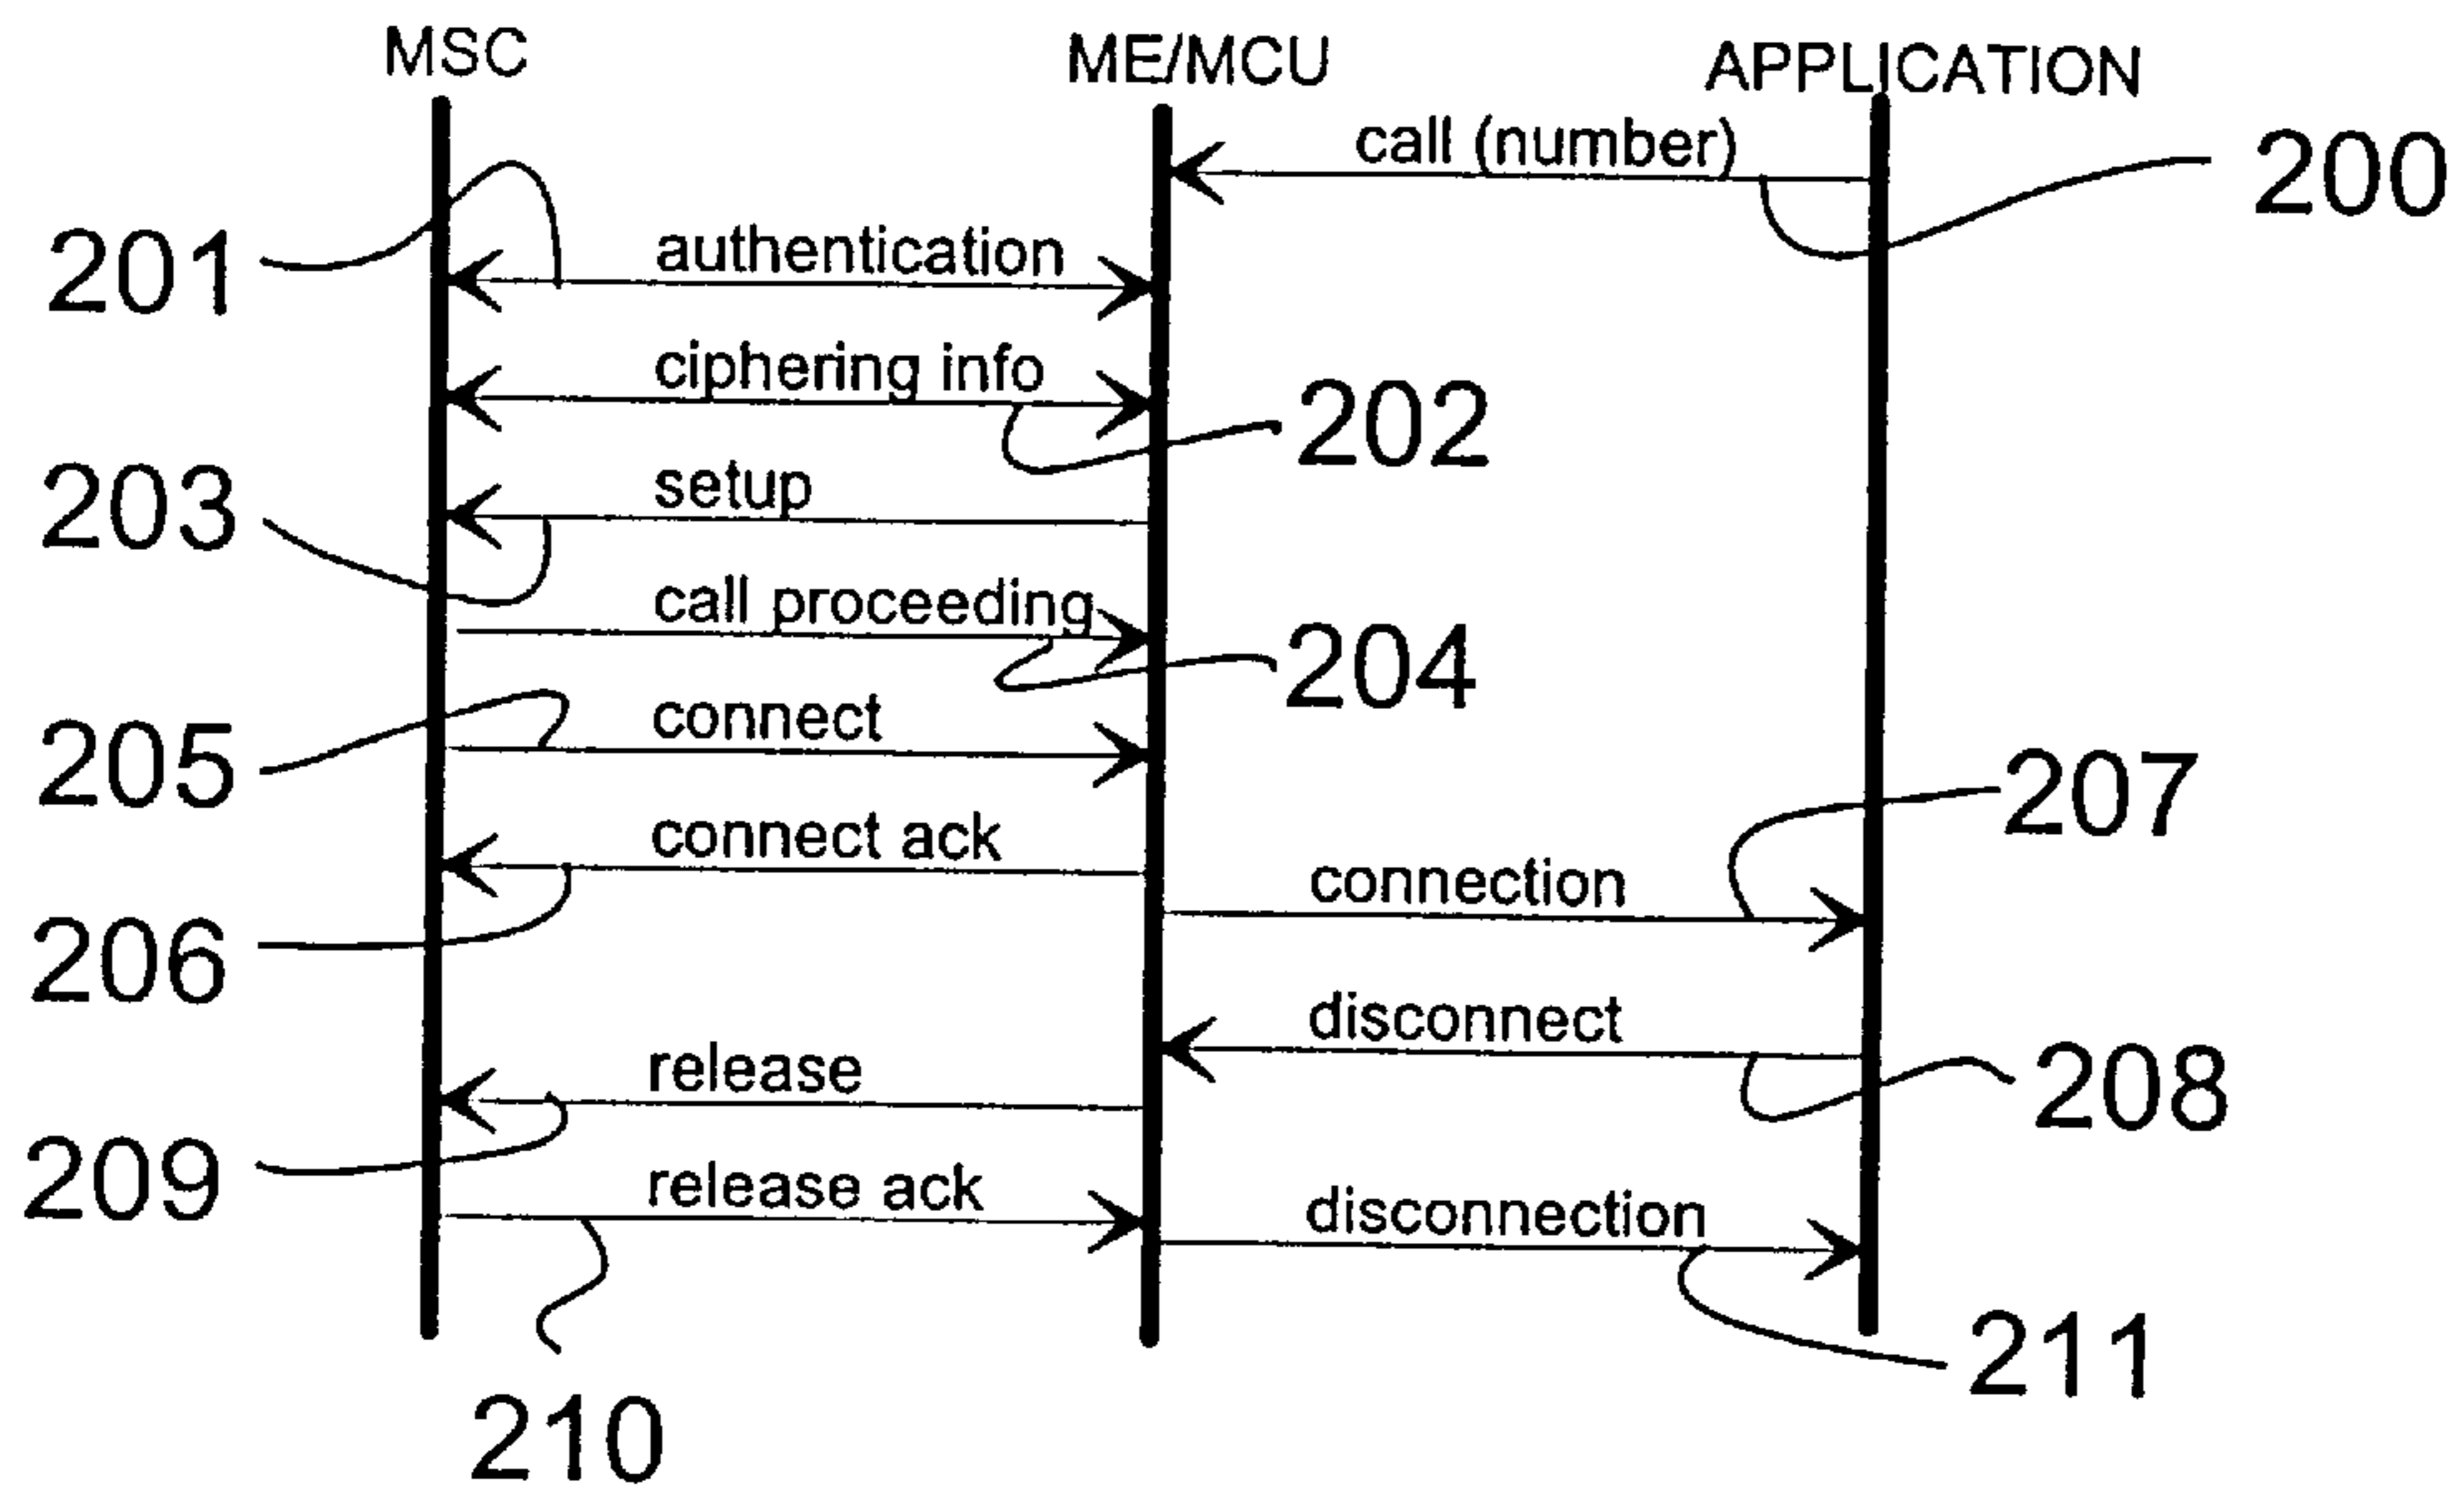 MSC
ME/MCU
APPLICATION
call (number)
200
201
authentication
ciphering info
202
203
setup
call proceeding
204
205
connect
207
connect ack
connection
206
disconnect
208
release
209
release ack
disconnection
211
210